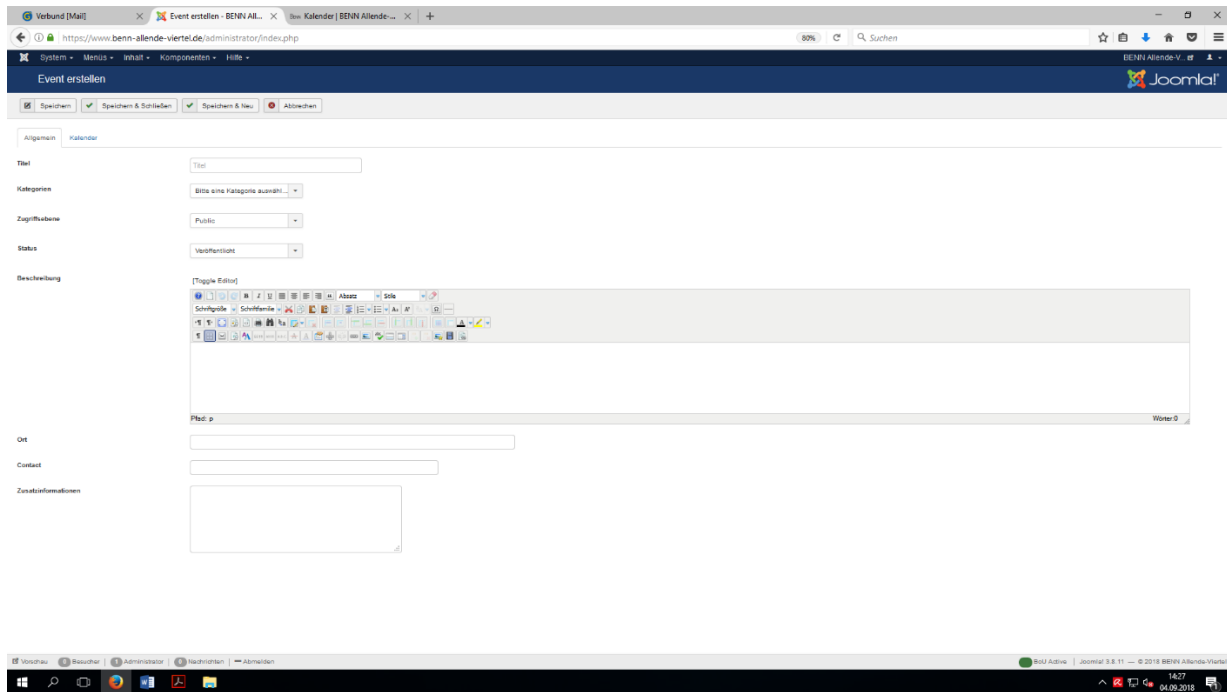 Verbund [Mail]
Event erstellen - BENN All...
Kalender | BENN Allende-...
https://www.benn-allende-viertel.de/administrator/index.php
80%
Suchen
System
Menüs
Inhalt
Komponenten
Hilfe
BENN Allende-V...
Event erstellen
Joomla!
Speichern
Speichern & Schließen
Speichern & Neu
Abbrechen
Allgemein
Kalender
Titel
Titel
Kategorien
Bitte eine Kategorie auswähl...
Zugriffsebene
Public
Status
Veröffentlicht
Beschreibung
[Toggle Editor]
Absatz
Stile
Schriftgröße
Schriftfamilie
Pfad: p
Wörter:0
Ort
Contact
Zusatzinformationen
Vorschau
0 Besucher | 1 Administrator | 0 Nachrichten | Abmelden
BoU Active | Joomla! 3.8.11 — © 2018 BENN Allende-Viertel
14:27
04.09.2018